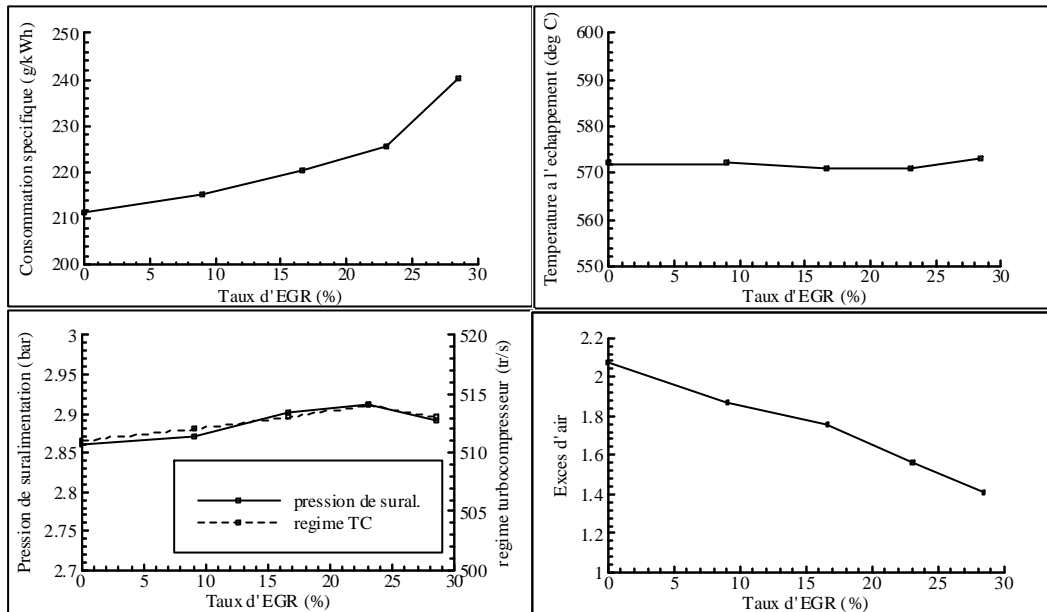 Consommation specifique (g/kWh)
250
240
230
220
210
200
0 5 10 15 20 25 30
Taux d'EGR (%)
Temperature a l'echappement (deg C)
600
590
580
570
560
550
0 5 10 15 20 25 30
Taux d'EGR (%)
Pression de suralimentation (bar)
3
2.95
2.9
2.85
2.8
2.75
2.7
0 5 10 15 20 25 30
Taux d'EGR (%)
520
518
514
511
509
505
503
500
regime turbocompresseur (tr/s)
pression de sural.
regime TC
Exces d'air
2.2
2
1.8
1.6
1.4
1.2
1
0 5 10 15 20 25 30
Taux d'EGR (%)